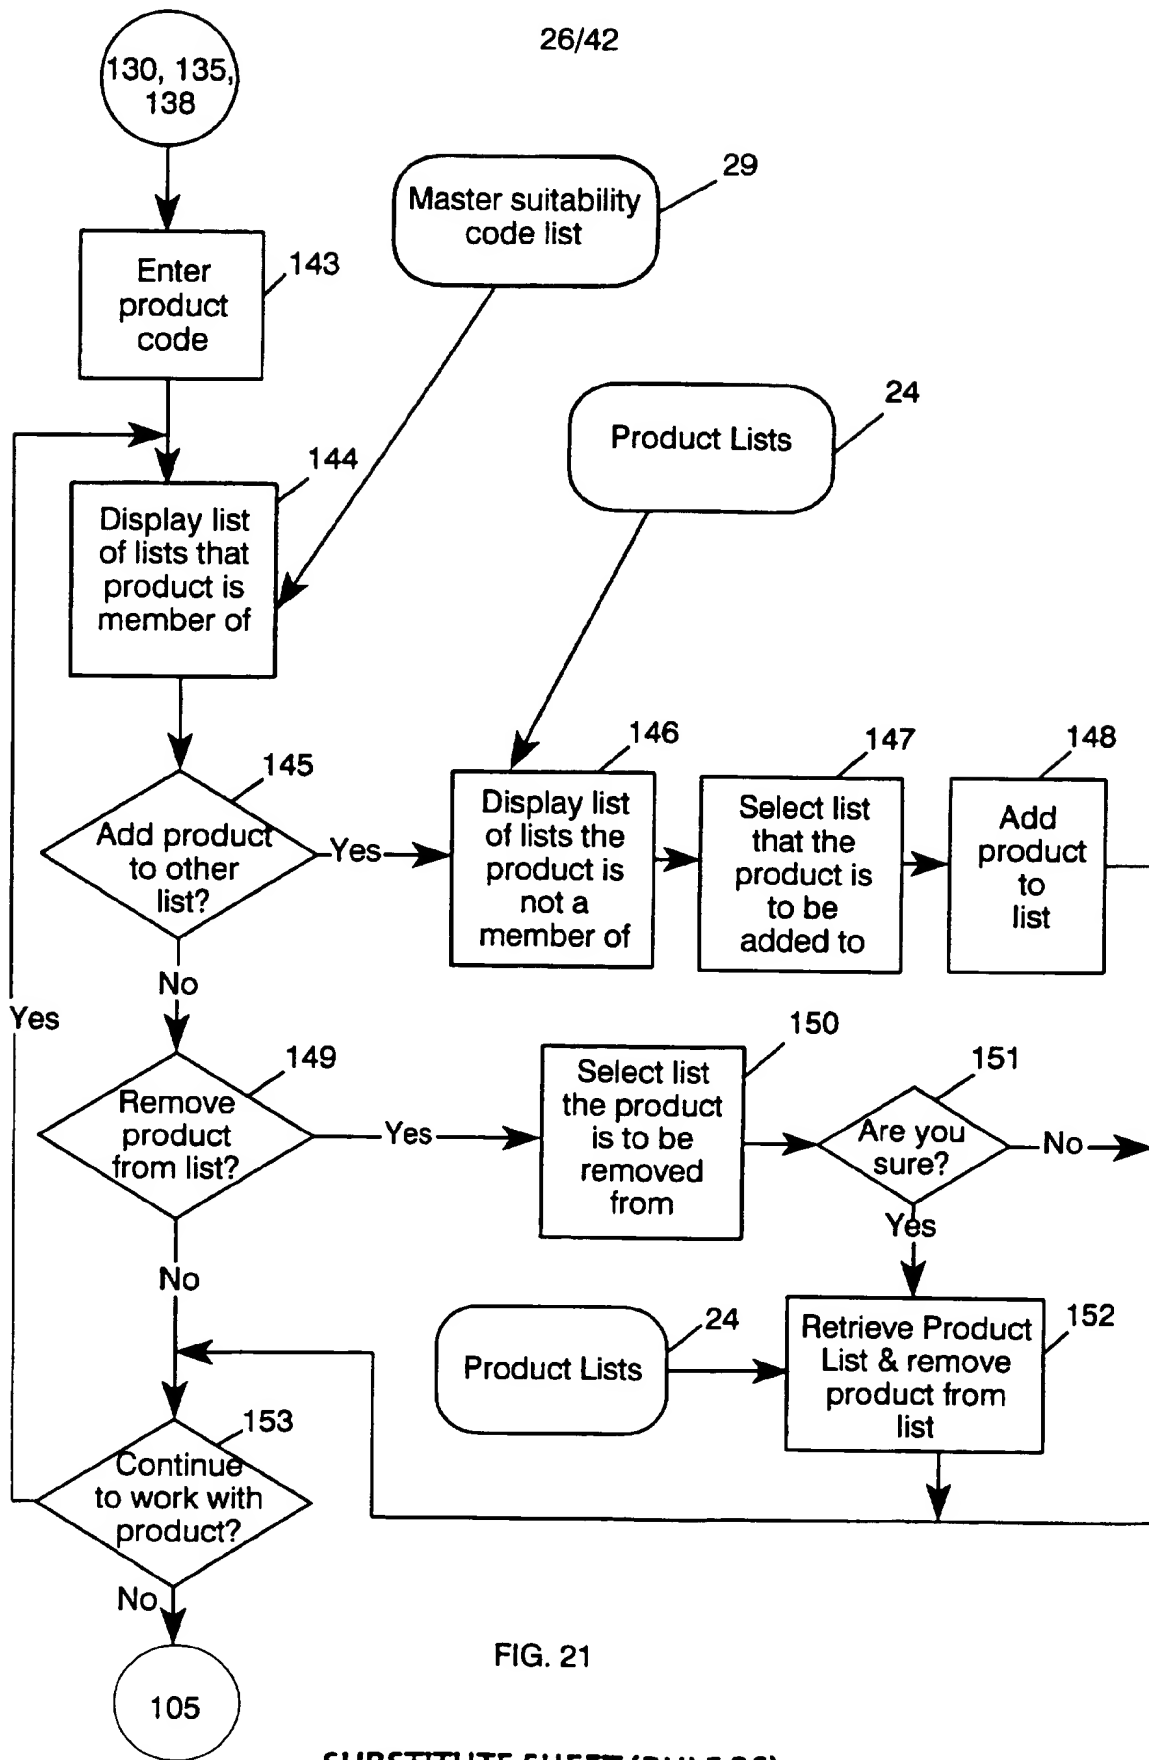 26/42
130, 135,
138
Master suitability
code list
29
Enter
product
code
143
Product Lists
24
144
Display list
of lists that
product is
member of
145
Add product
to other
list?
Yes
146
Display list
of lists the
product is
not a
member of
147
Select list
that the
product is
to be
added to
148
Add
product
to
list
No
Yes
149
Remove
product
from list?
Yes
150
Select list
the product
is to be
removed
from
151
Are you
sure?
No
Yes
No
Product Lists
24
Retrieve Product
List & remove
product from
list
152
153
Continue
to work with
product?
No
105
FIG. 21
SUBSTITUTE SHEET (RULE 26)